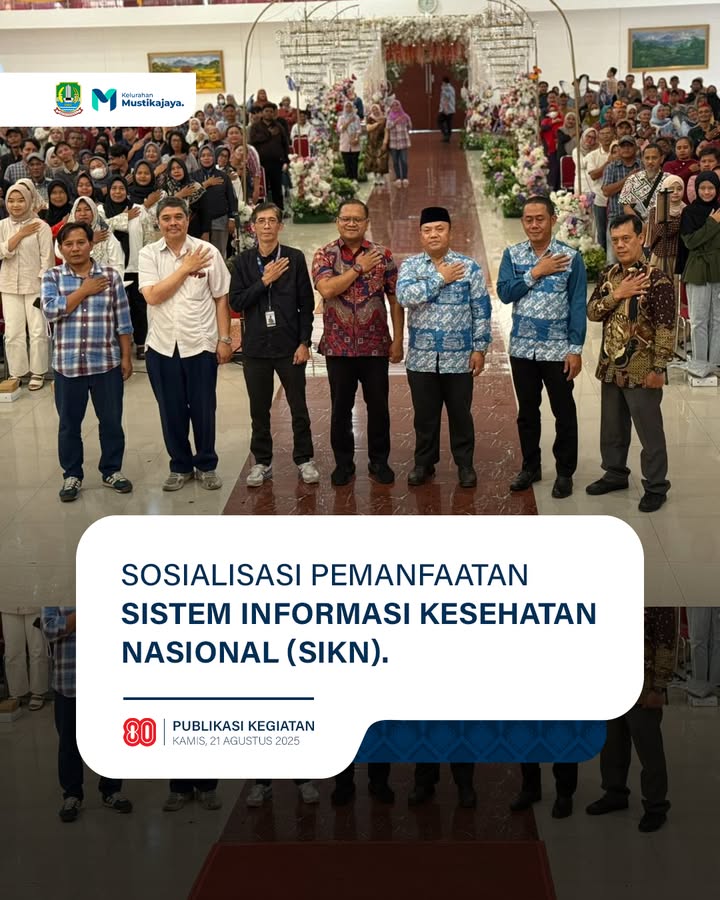 Kelurahan
Mustikajaya.
SOSIALISASI PEMANFAATAN
SISTEM INFORMASI KESEHATAN
NASIONAL (SIKN).
80
PUBLIKASI KEGIATAN
KAMIS, 21 AGUSTUS 2025